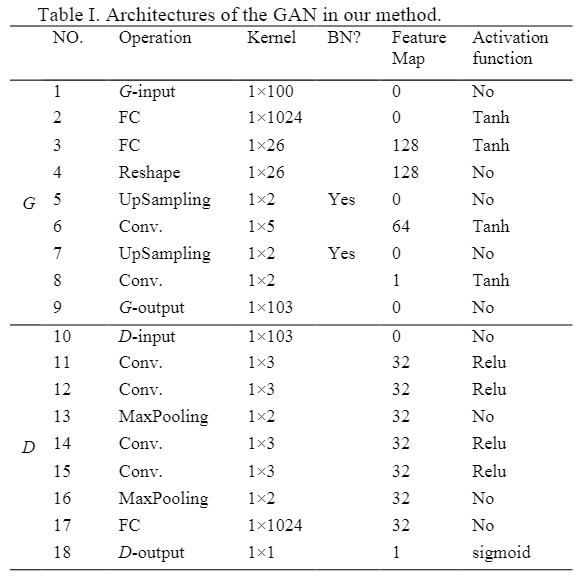 Table I. Architectures of the GAN in our method.
NO. Operation Kernel BN? Feature Map Activation function
1 G-input 1×100 0 No
2 FC 1×1024 0 Tanh
3 FC 1×26 128 Tanh
4 Reshape 1×26 128 No
G 5 UpSampling 1×2 Yes 0 No
6 Conv. 1×5 64 Tanh
7 UpSampling 1×2 Yes 0 No
8 Conv. 1×2 1 Tanh
9 G-output 1×103 0 No
10 D-input 1×103 0 No
11 Conv. 1×3 32 Relu
12 Conv. 1×3 32 Relu
13 MaxPooling 1×2 32 No
D 14 Conv. 1×3 32 Relu
15 Conv. 1×3 32 Relu
16 MaxPooling 1×2 32 No
17 FC 1×1024 32 No
18 D-output 1×1 1 sigmoid